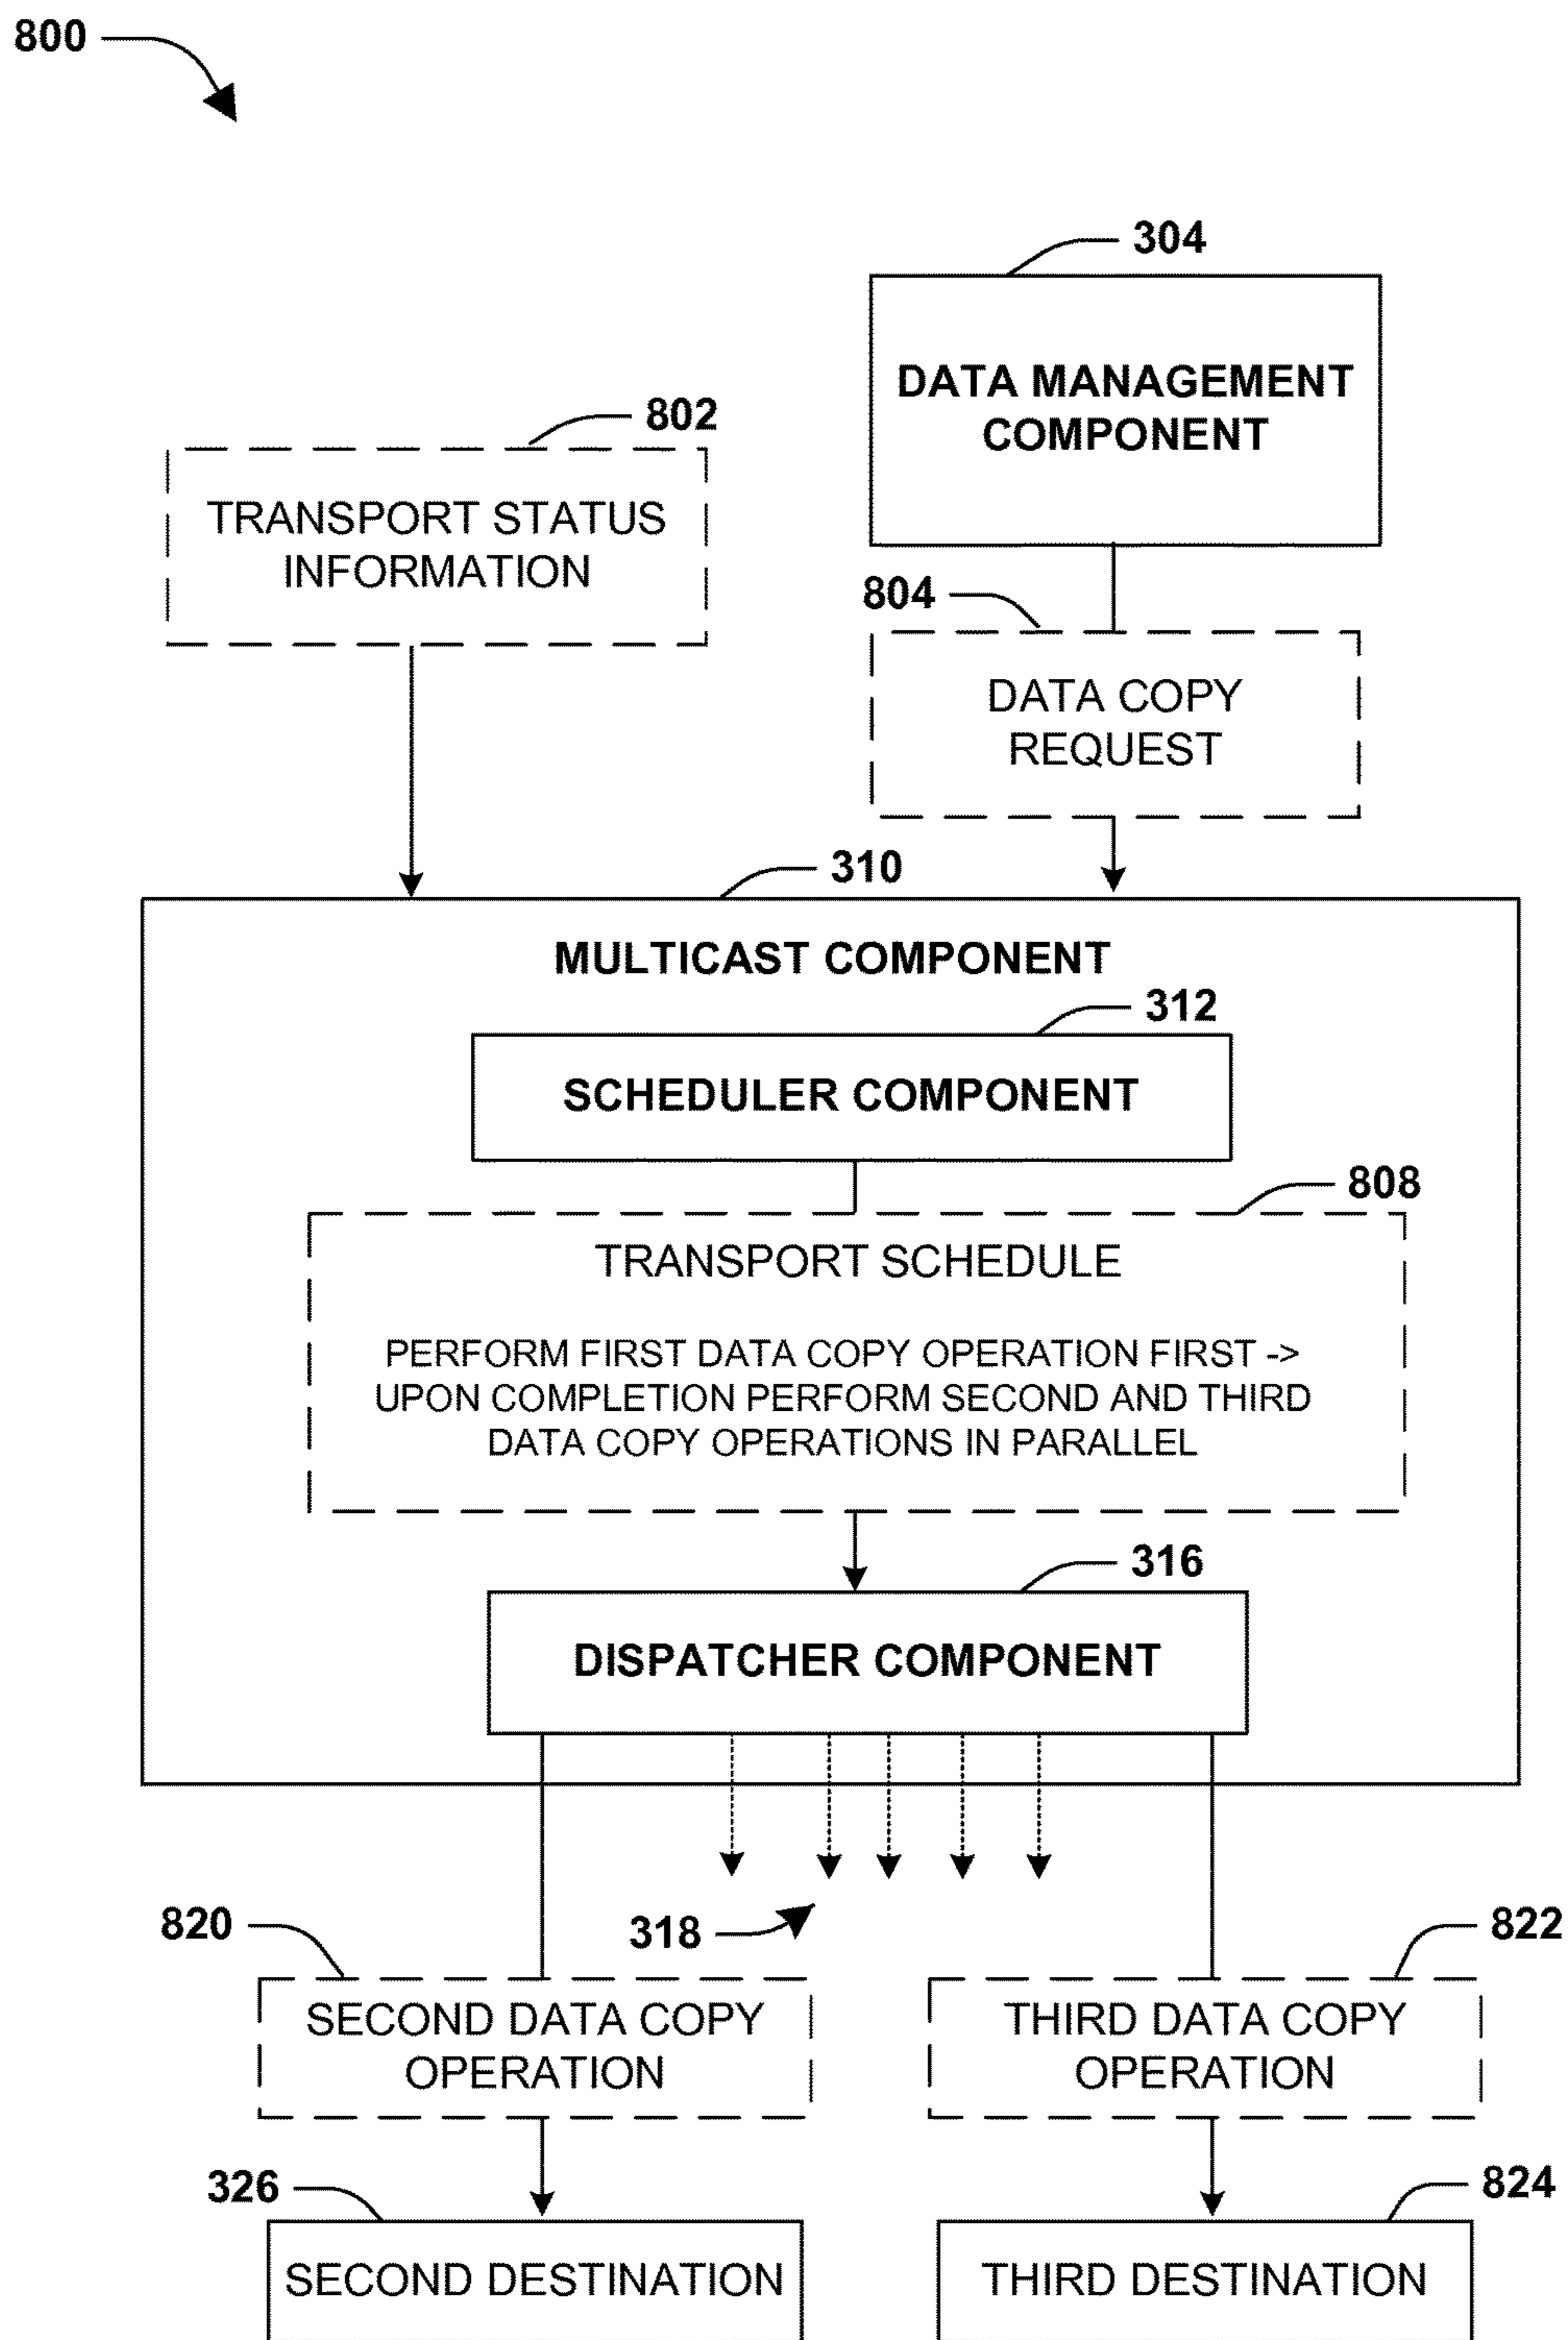 800
304
DATA MANAGEMENT
COMPONENT
802
TRANSPORT STATUS
INFORMATION
804
DATA COPY
REQUEST
310
MULTICAST COMPONENT
312
SCHEDULER COMPONENT
808
TRANSPORT SCHEDULE
PERFORM FIRST DATA COPY OPERATION FIRST ->
UPON COMPLETION PERFORM SECOND AND THIRD
DATA COPY OPERATIONS IN PARALLEL
316
DISPATCHER COMPONENT
318
820
SECOND DATA COPY
OPERATION
822
THIRD DATA COPY
OPERATION
326
SECOND DESTINATION
824
THIRD DESTINATION